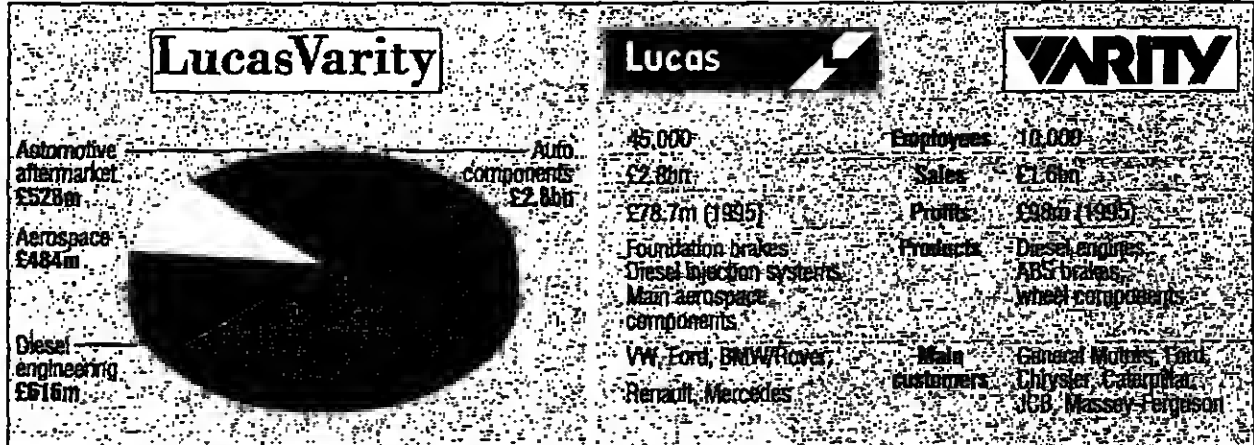 LucasVarity
Automotive
aftermarket
£528m
Aerospace
£484m
Diesel
engineering
£616m
Auto
components
£2.8bn
Lucas
VARITY
45,000 Employees 10,000
£2.8bn Sales £1.6bn
£78.7m (1995) Profits £98m (1995)
Foundation brakes Products Diesel engines
Diesel injection systems ABS brakes
Main aerospace wheel components
components
VW, Ford, BMW/Rover, Main General Motors, Ford,
Renault, Mercedes customers Chrysler, Caterpillar,
JCB, Massey-Ferguson